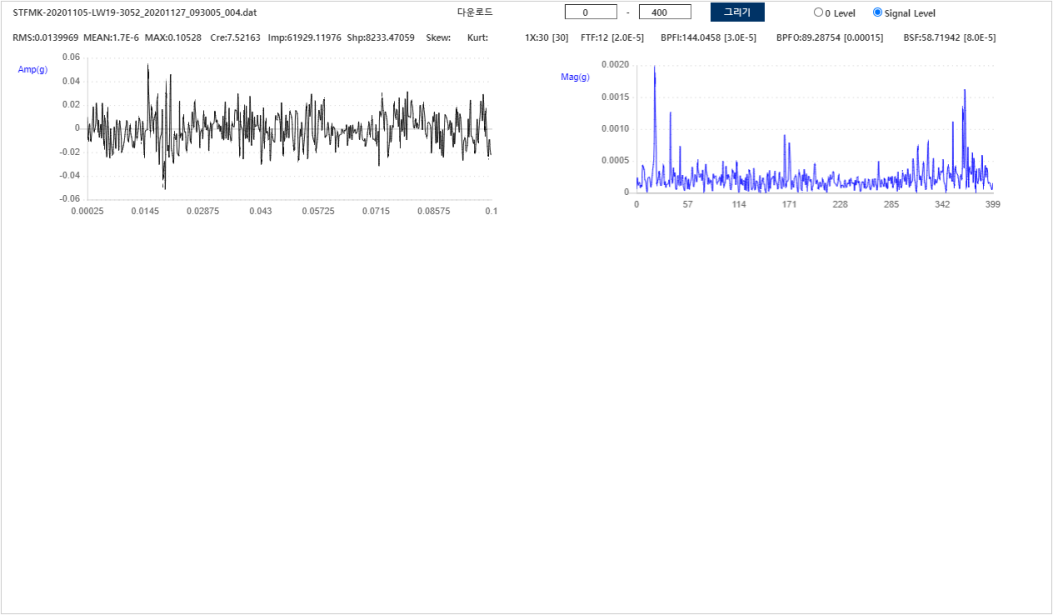 STFMK-20201105-LW19-3052_20201127_093005_004.dat 다운로드 0 - 400 그리기 0 Level Signal Level
RMS:0.0139969 MEAN:1.7E-6 MAX:0.10528 Cre:7.52163 Imp:61929.11976 Shp:8233.47059 Skew: Kurt: 1X:30 [30] FTF:12 [2.0E-5] BPFI:144.0458 [3.0E-5] BPFO:89.28754 [0.00015] BSF:58.71942 [8.0E-5]
Amp(g)
0.06
0.04
0.02
0
-0.02
-0.04
-0.06
0.00025 0.0145 0.02875 0.043 0.05725 0.0715 0.08575 0.1
Mag(g)
0.0020
0.0015
0.0010
0.0005
0
0 57 114 171 228 285 342 399